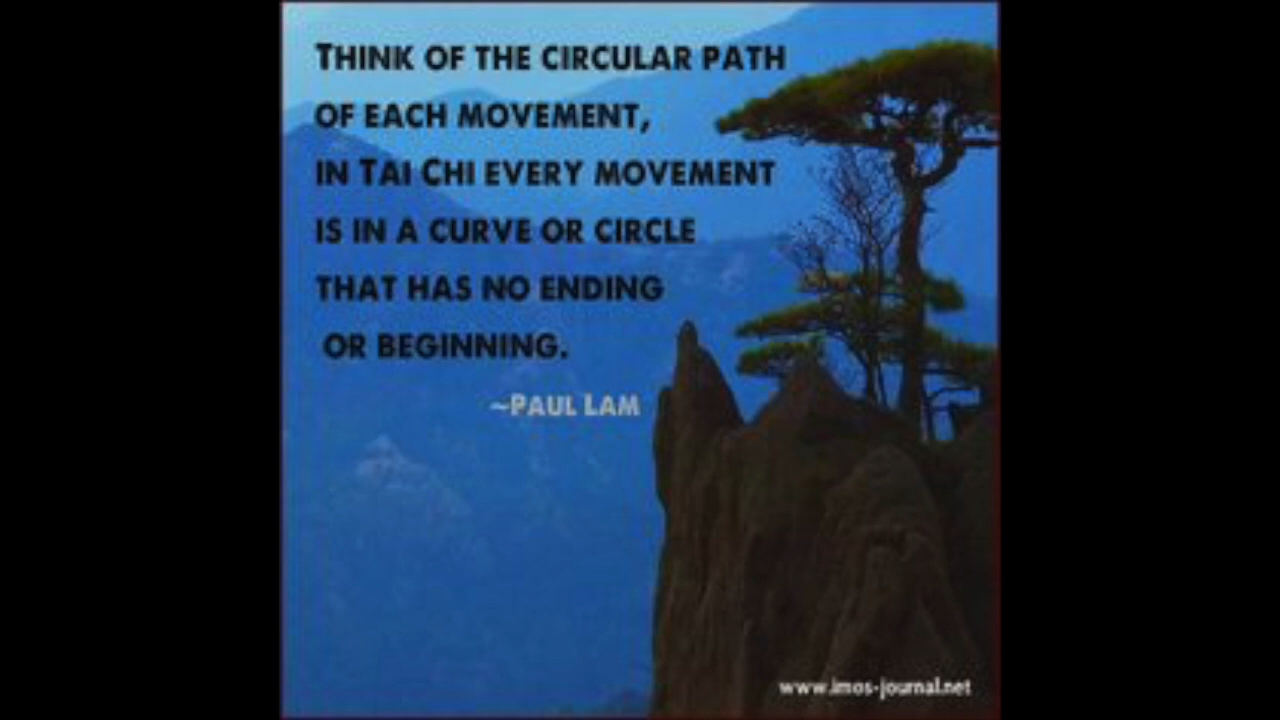 THINK OF THE CIRCULAR PATH
OF EACH MOVEMENT,
IN TAI CHI EVERY MOVEMENT
IS IN A CURVE OR CIRCLE
THAT HAS NO ENDING
OR BEGINNING.
~PAUL LAM
www.imos-journal.net